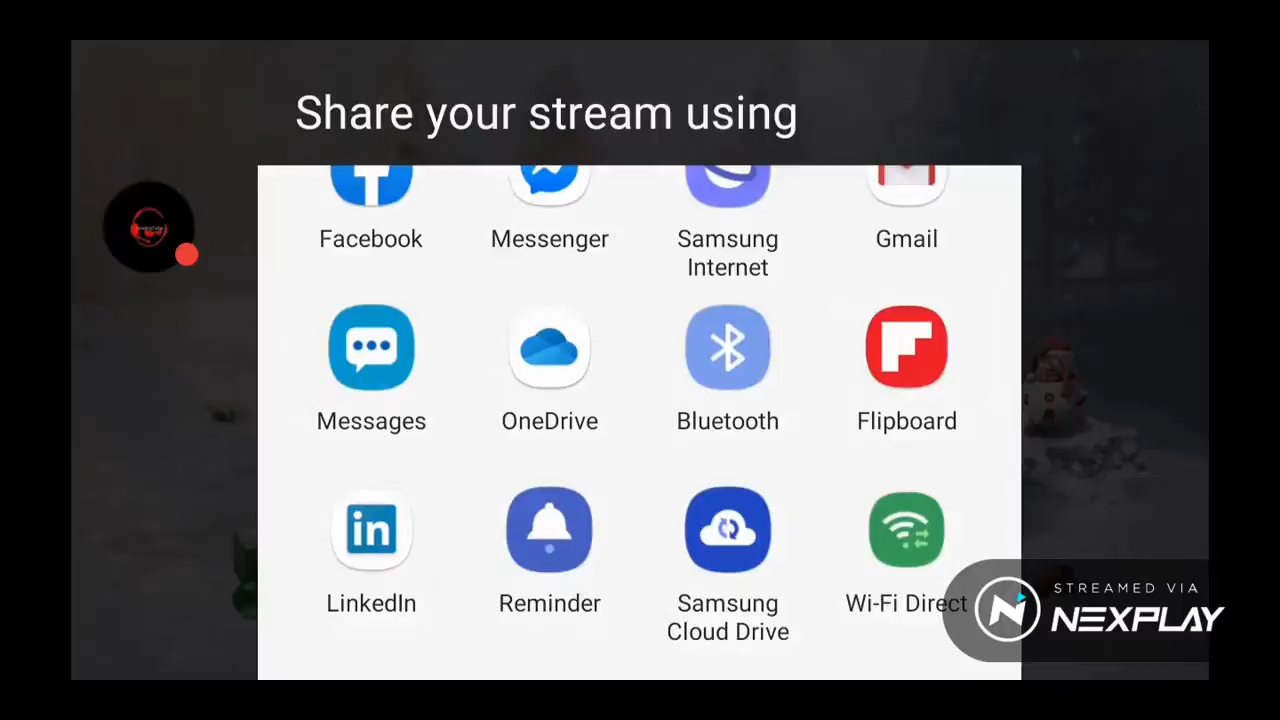 Share your stream using
Facebook
Messenger
Samsung
Internet
Gmail
Messages
OneDrive
Bluetooth
Flipboard
in
LinkedIn
Reminder
Samsung
Cloud Drive
Wi-Fi Direct
STREAMED VIA
NEXPLAY